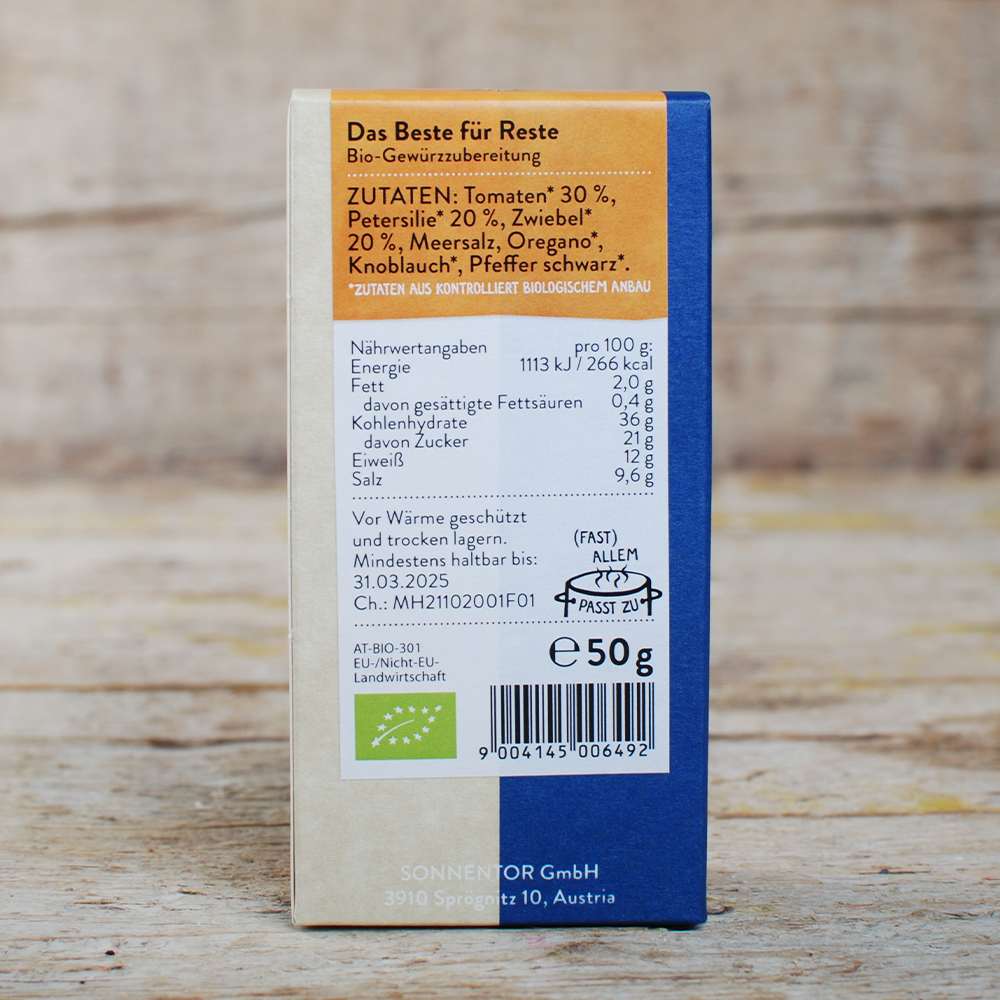 Das Beste für Reste
Bio-Gewürzzubereitung
ZUTATEN: Tomaten* 30 %,
Petersilie* 20 %, Zwiebel*
20 %, Meersalz, Oregano*,
Knoblauch*, Pfeffer schwarz*.
*ZUTATEN AUS KONTROLLIERT BIOLOGISCHEM ANBAU
Nährwertangaben pro 100 g:
Energie 1113 kJ / 266 kcal
Fett 2,0 g
davon gesättigte Fettsäuren 0,4 g
Kohlenhydrate 36 g
davon Zucker 21 g
Eiweiß 12 g
Salz 9,6 g
Vor Wärme geschützt
und trocken lagern.
Mindestens haltbar bis:
31.03.2025
Ch.: MH21102001F01
(FAST)
ALLEM
PASST ZU
AT-BIO-301
EU-/Nicht-EU-
Landwirtschaft
℮ 50 g
9 004145 006492
SONNENTOR GmbH
3910 Sprögnitz 10, Austria